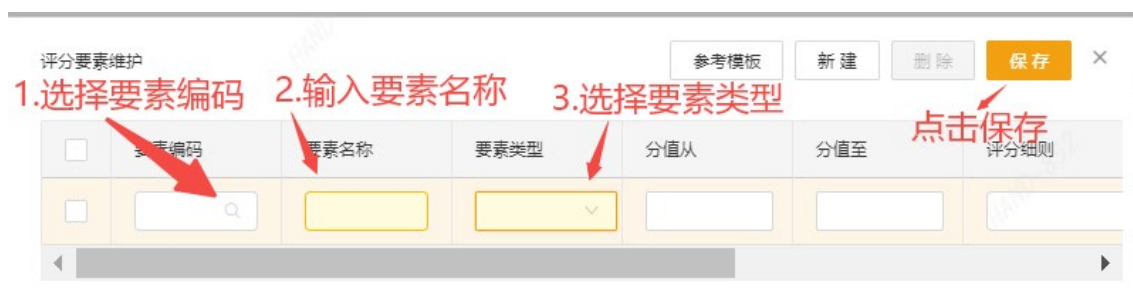 评分要素维护 参考模板 新建 删除 保存 ×
1.选择要素编码 2.输入要素名称 3.选择要素类型
点击保存
要素编码 要素名称 要素类型 分值从 分值至 评分细则